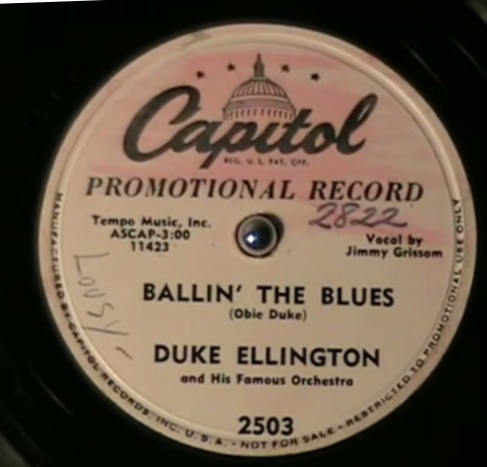 Capitol
REG. U.S. PAT. OFF.
PROMOTIONAL RECORD
2822
Tempo Music, Inc.
ASCAP-3:00
11423
Vocal by
Jimmy Grissom
Lousy-
BALLIN' THE BLUES
(Obie Duke)
DUKE ELLINGTON
and His Famous Orchestra
2503
MANUFACTURED BY CAPITOL RECORDS, INC. U.S.A. - NOT FOR SALE - RESTRICTED TO PROMOTIONAL USE ONLY